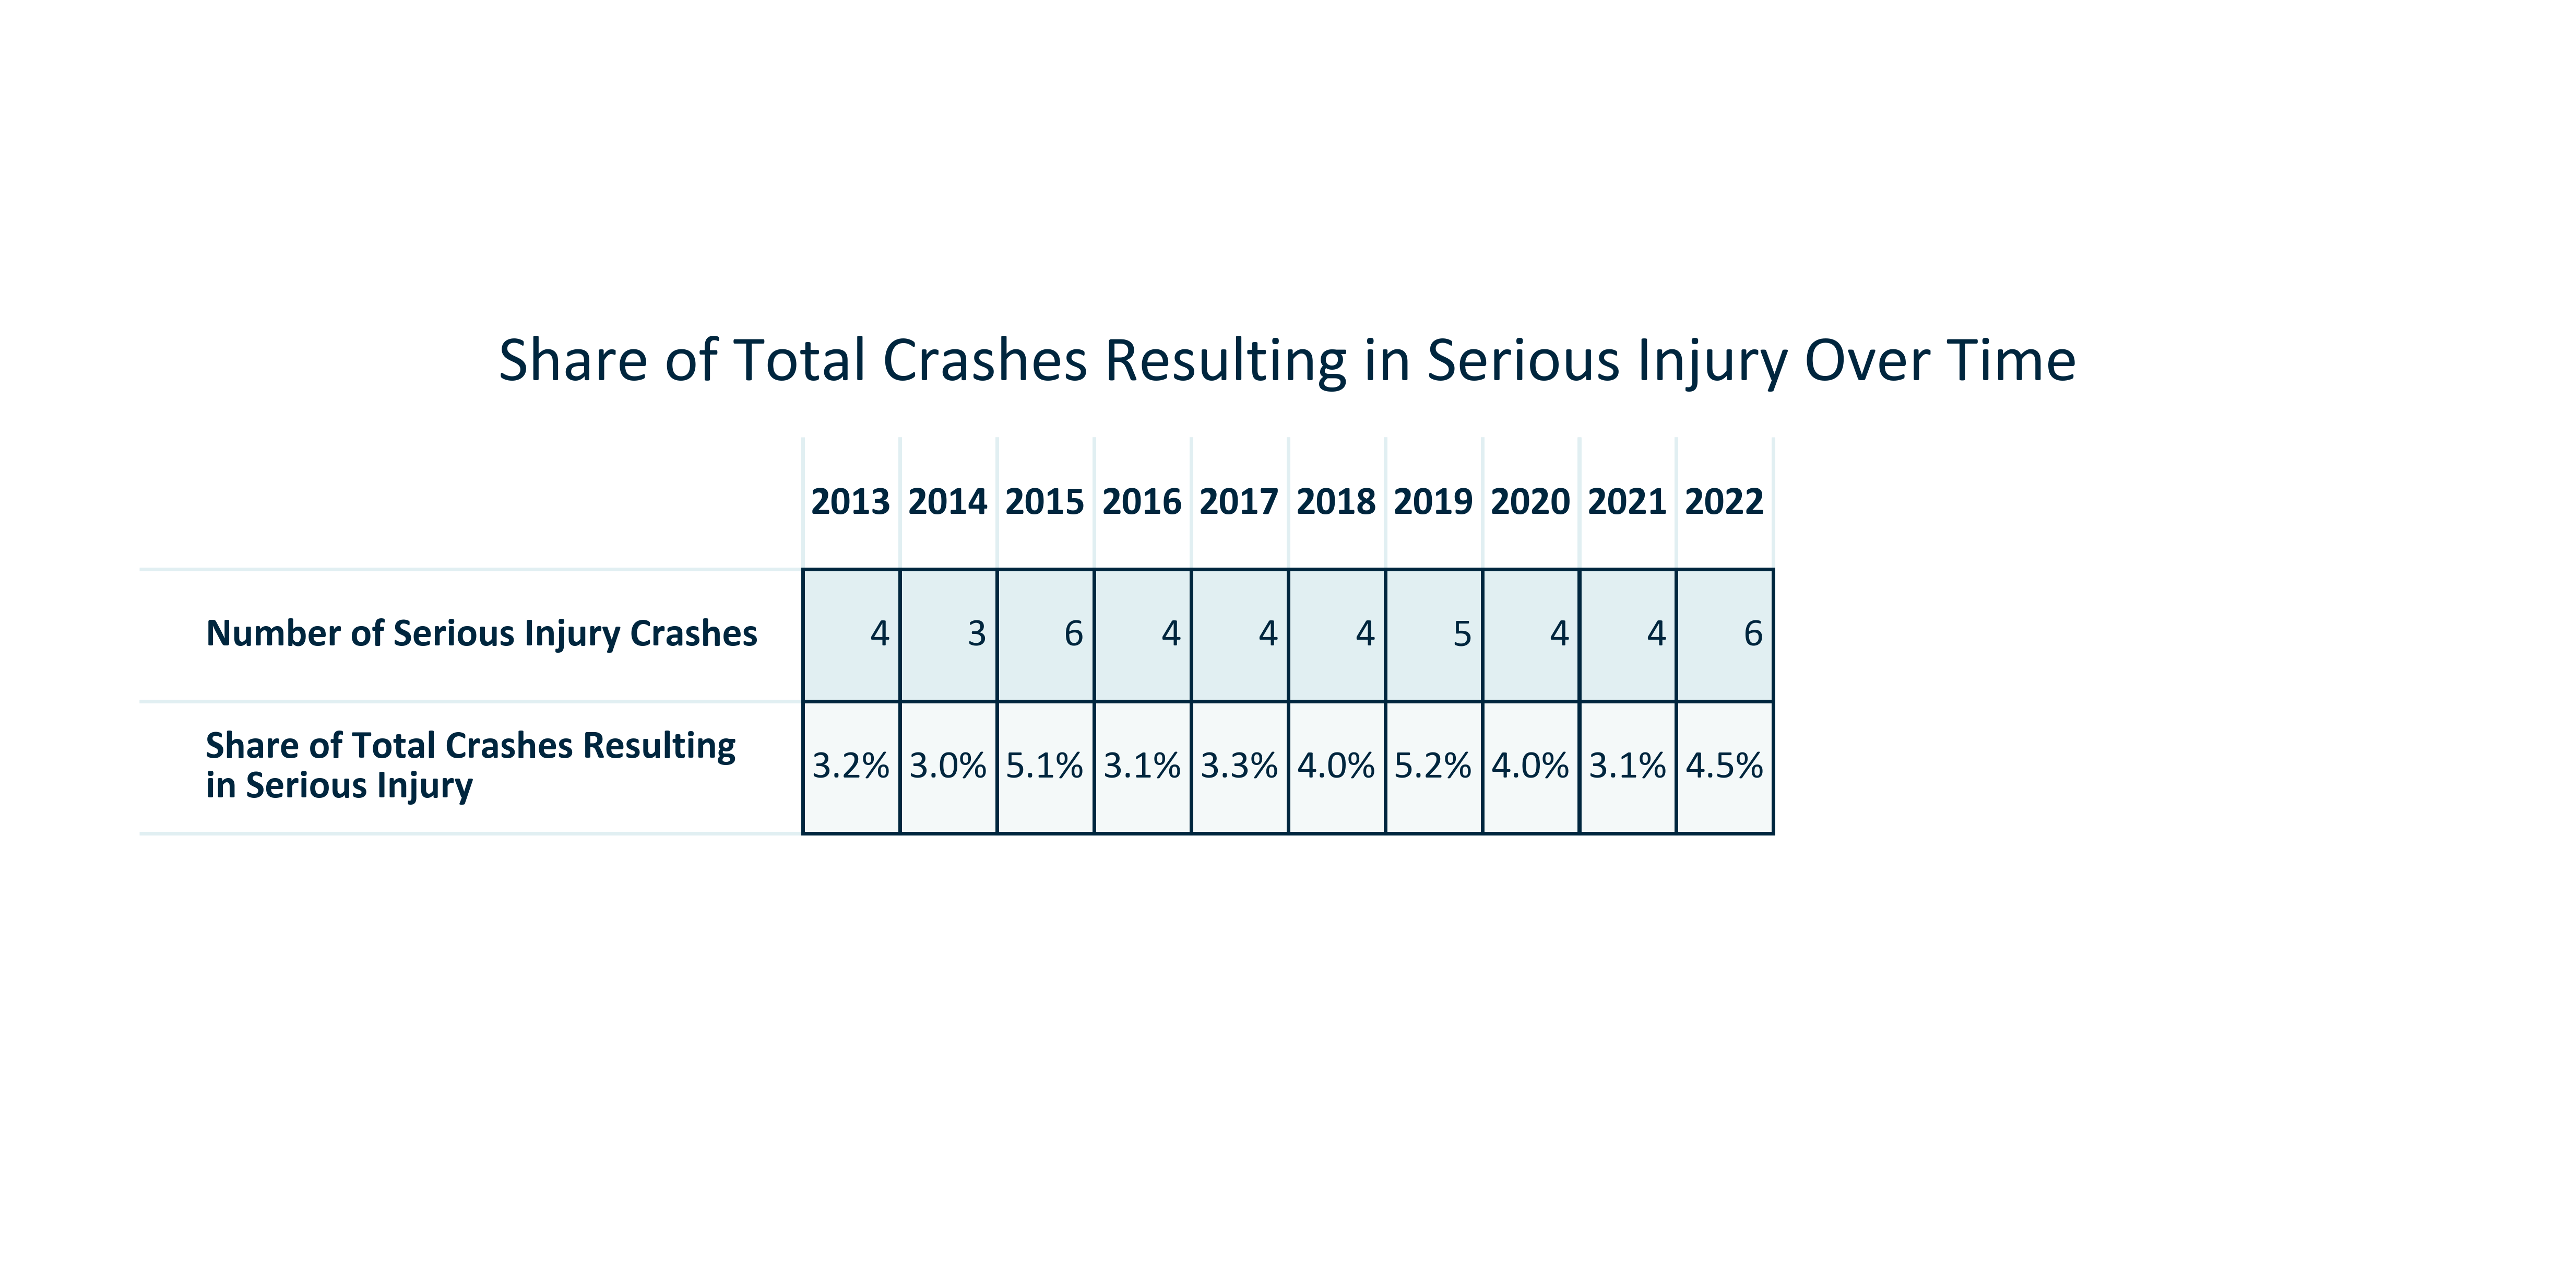 Share of Total Crashes Resulting in Serious Injury Over Time
2013 2014 2015 2016 2017 2018 2019 2020 2021 2022
Number of Serious Injury Crashes 4 3 6 4 4 4 5 4 4 6
Share of Total Crashes Resulting
in Serious Injury 3.2% 3.0% 5.1% 3.1% 3.3% 4.0% 5.2% 4.0% 3.1% 4.5%